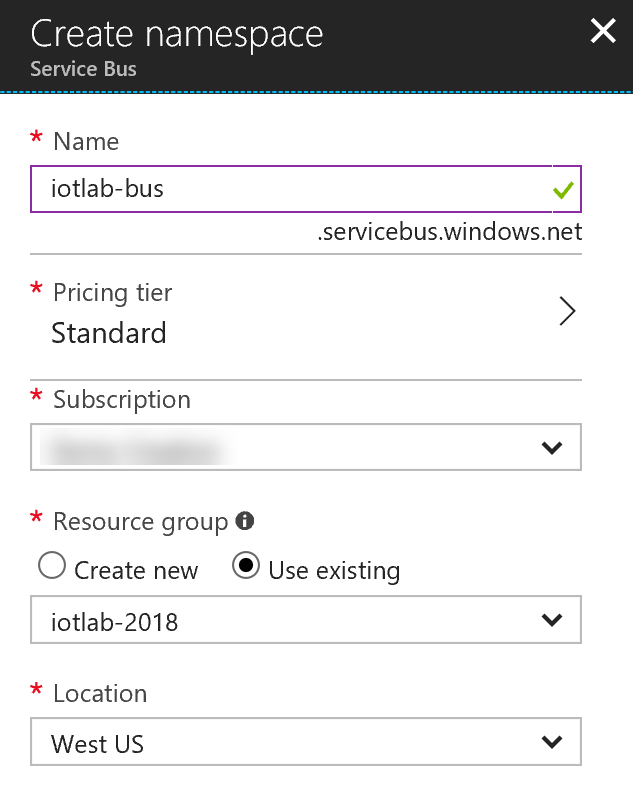 Create namespace
Service Bus
* Name
iotlab-bus
.servicebus.windows.net
* Pricing tier
Standard
* Subscription
* Resource group
Create new Use existing
iotlab-2018
* Location
West US